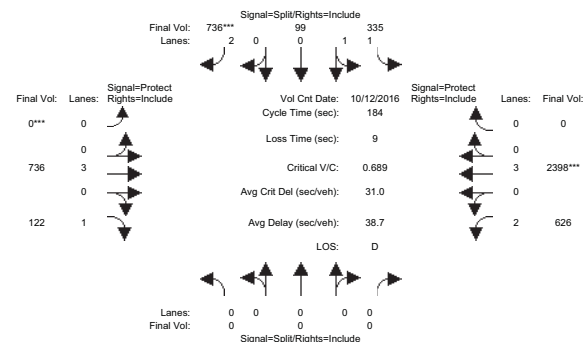 Signal=Split/Rights=Include
Final Vol: 736*** 99 335
Lanes: 2 0 0 1 1
Signal=Protect Signal=Protect
Final Vol: Lanes: Rights=Include Vol Cnt Date: 10/12/2016 Rights=Include Lanes: Final Vol:
0*** 0 Cycle Time (sec): 184 0 0
0 Loss Time (sec): 9 0
736 3 Critical V/C: 0.689 3 2398***
0 Avg Crit Del (sec/veh): 31.0 0
122 1 Avg Delay (sec/veh): 38.7 2 626
LOS: D
Lanes: 0 0 0 0 0
Final Vol: 0 0 0
Signal=Split/Rights=Include